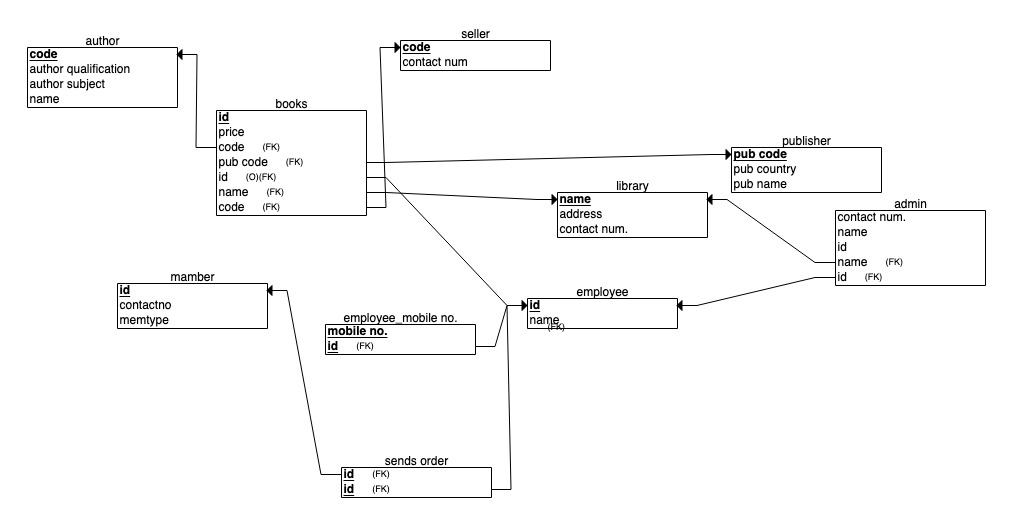 author
code
author qualification
author subject
name
seller
code
contact num
books
id
price
code (FK)
pub code (FK)
id (O)(FK)
name (FK)
code (FK)
publisher
pub code
pub country
pub name
library
name
address
contact num.
admin
contact num.
name
id
name (FK)
id (FK)
mamber
id
contactno
memtype
employee
id
name
(FK)
employee_mobile no.
mobile no.
id (FK)
sends order
id (FK)
id (FK)